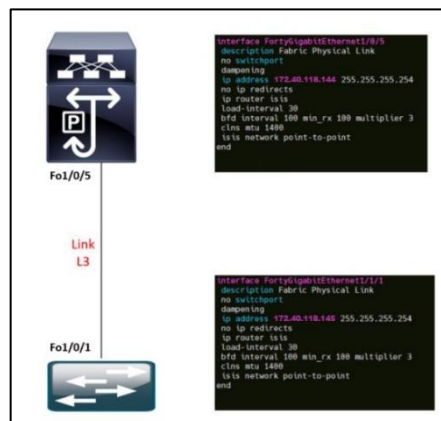 interface FortyGigabitEthernet1/0/5
description Fabric Physical Link
no switchport
dampening
ip address 172.40.118.144 255.255.255.254
no ip redirects
ip router isis
load-interval 30
bfd interval 100 min_rx 100 multiplier 3
clns mtu 1400
isis network point-to-point
end
P
Fo1/0/5
Link
L3
interface FortyGigabitEthernet1/1/1
description Fabric Physical Link
no switchport
dampening
ip address 172.40.118.145 255.255.255.254
no ip redirects
ip router isis
load-interval 30
bfd interval 100 min_rx 100 multiplier 3
clns mtu 1400
isis network point-to-point
end
Fo1/0/1